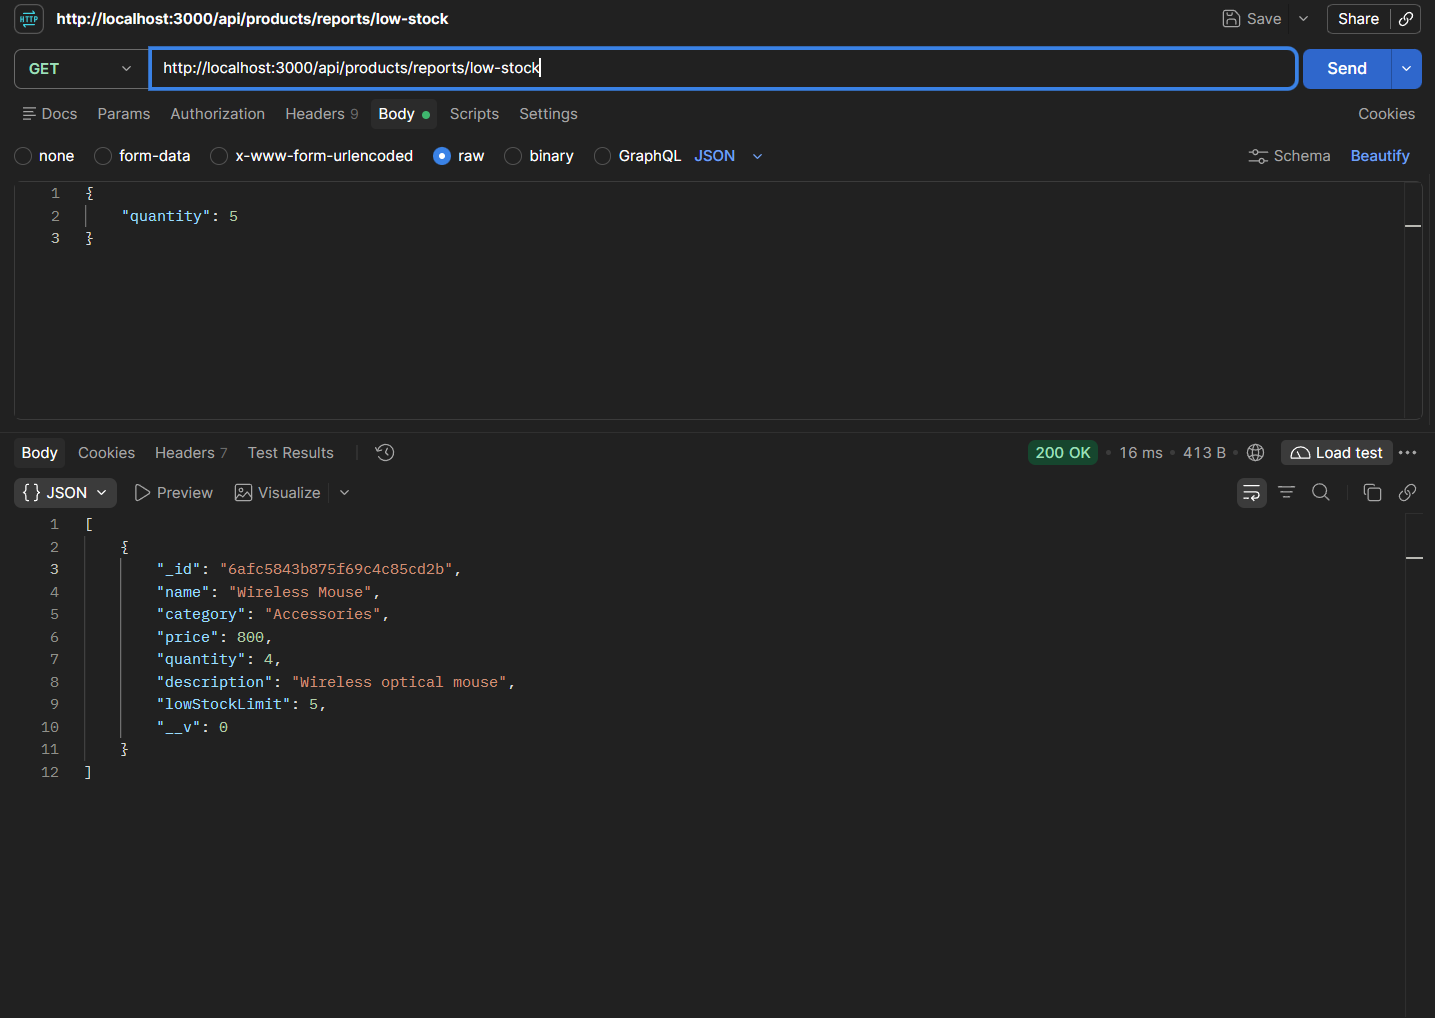 HTTP http://localhost:3000/api/products/reports/low-stock Save Share
GET http://localhost:3000/api/products/reports/low-stock Send
Docs Params Authorization Headers 9 Body Scripts Settings Cookies
none form-data x-www-form-urlencoded raw binary GraphQL JSON Schema Beautify
1 {
2 "quantity": 5
3 }
Body Cookies Headers 7 Test Results 200 OK • 16 ms • 413 B • Load test
{} JSON Preview Visualize
1 [
2 {
3 "_id": "6afc5843b875f69c4c85cd2b",
4 "name": "Wireless Mouse",
5 "category": "Accessories",
6 "price": 800,
7 "quantity": 4,
8 "description": "Wireless optical mouse",
9 "lowStockLimit": 5,
10 "__v": 0
11 }
12 ]